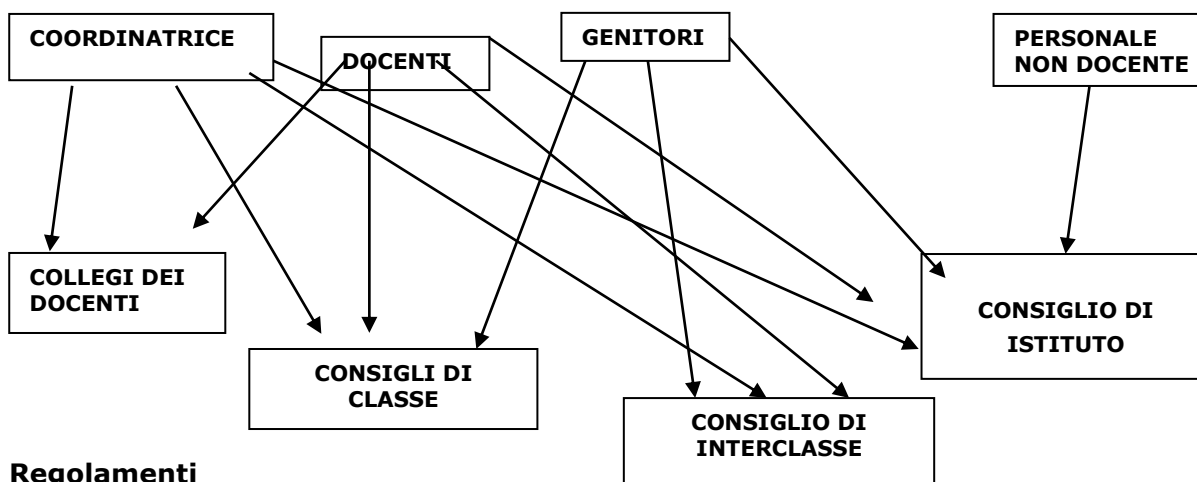 COORDINATRICE
DOCENTI
GENITORI
PERSONALE
NON DOCENTE
COLLEGI DEI
DOCENTI
CONSIGLIO DI
ISTITUTO
CONSIGLI DI
CLASSE
CONSIGLIO DI
INTERCLASSE
Regolamenti